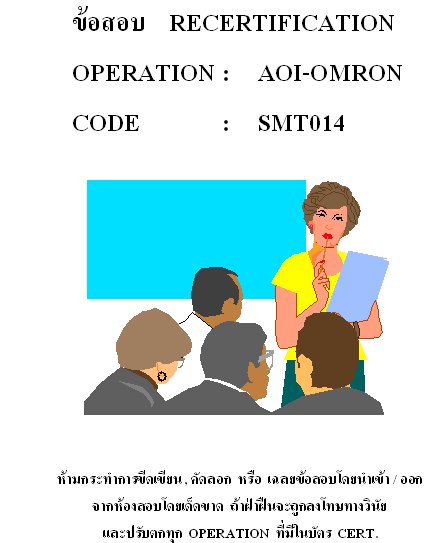 ข้อสอบ RECERTIFICATION
OPERATION : AOI-OMRON
CODE : SMT014
ห้ามกระทำการขีดเขียน, คัดลอก หรือ เฉลยข้อสอบโดยนำเข้า / ออก
จากห้องสอบโดยเด็ดขาด ถ้าฝ่าฝืนจะถูกลงโทษทางวินัย
และปรับตกทุก OPERATION ที่มีในบัตร CERT.